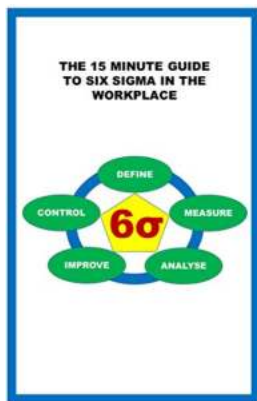 THE 15 MINUTE GUIDE
TO SIX SIGMA IN THE
WORKPLACE
DEFINE
CONTROL
MEASURE
6σ
IMPROVE
ANALYSE